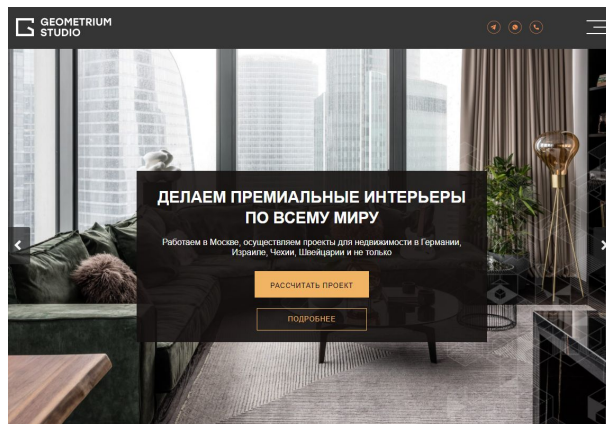 GEOMETRIUM
STUDIO
ДЕЛАЕМ ПРЕМИАЛЬНЫЕ ИНТЕРЬЕРЫ
ПО ВСЕМУ МИРУ
Работаем в Москве, осуществляем проекты для недвижимости в Германии,
Израиле, Чехии, Швейцарии и не только
РАССЧИТАТЬ ПРОЕКТ
ПОДРОБНЕЕ